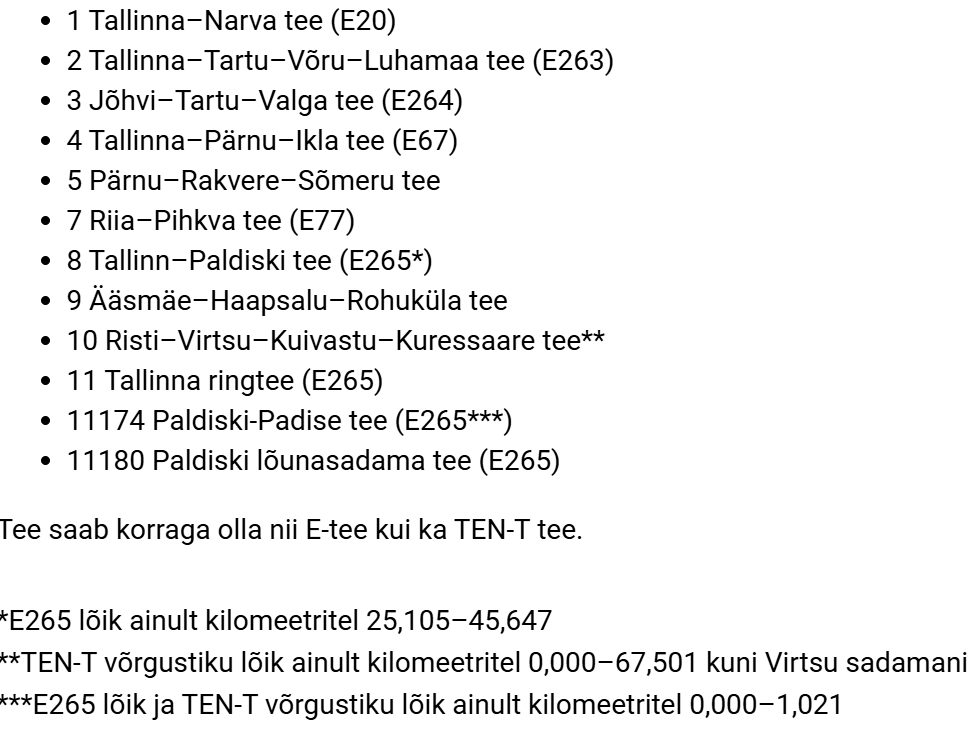 • 1 Tallinna–Narva tee (E20)
• 2 Tallinna–Tartu–Võru–Luhamaa tee (E263)
• 3 Jõhvi–Tartu–Valga tee (E264)
• 4 Tallinna–Pärnu–Ikla tee (E67)
• 5 Pärnu–Rakvere–Sõmeru tee
• 7 Riia–Pihkva tee (E77)
• 8 Tallinn–Paldiski tee (E265*)
• 9 Ääsmäe–Haapsalu–Rohuküla tee
• 10 Risti–Virtsu–Kuivastu–Kuressaare tee**
• 11 Tallinna ringtee (E265)
• 11174 Paldiski-Padise tee (E265***)
• 11180 Paldiski lõunasadama tee (E265)
Tee saab korraga olla nii E-tee kui ka TEN-T tee.
*E265 lõik ainult kilomeetritel 25,105–45,647
**TEN-T võrgustiku lõik ainult kilomeetritel 0,000–67,501 kuni Virtsu sadamani
***E265 lõik ja TEN-T võrgustiku lõik ainult kilomeetritel 0,000–1,021